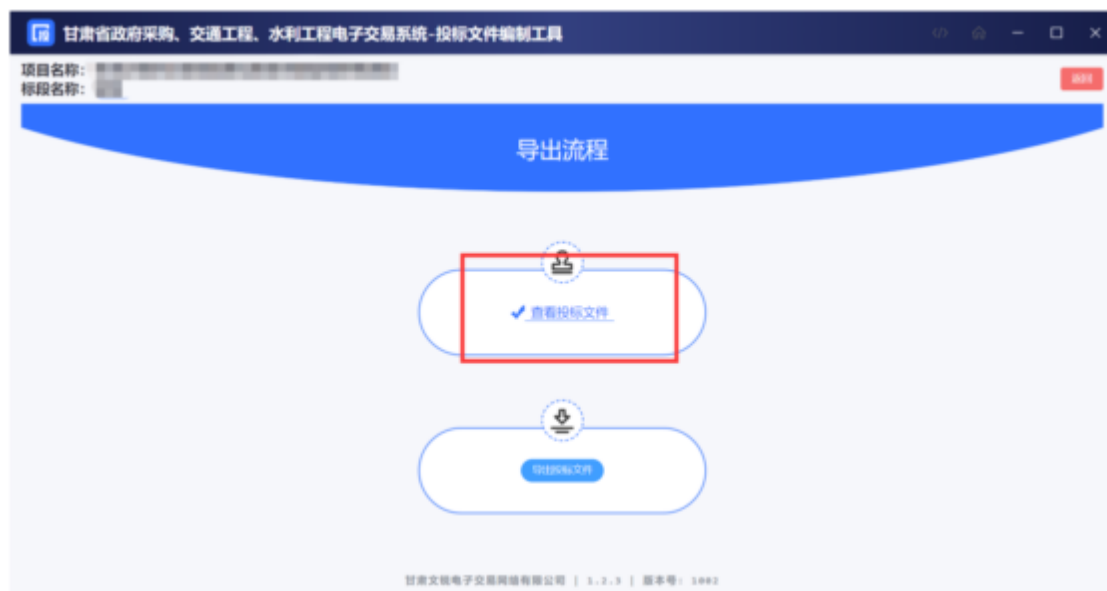 甘肃省政府采购、交通工程、水利工程电子交易系统-投标文件编制工具
项目名称：
标段名称：
返回
导出流程
查看投标文件
导出投标文件
甘肃文锐电子交易网络有限公司 | 1.2.3 | 版本号: 1002